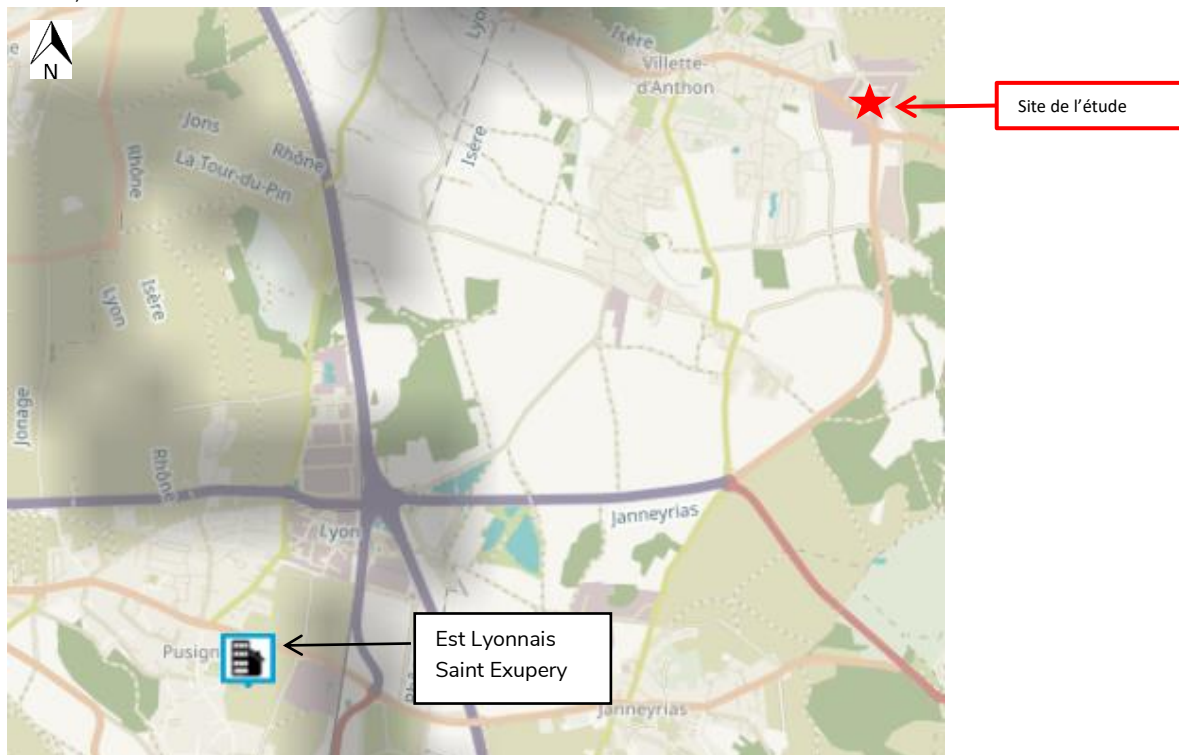 N
Isère
Lyon
Villette-
d'Anthon
Site de l'étude
Jons
Rhône
La Tour-du-Pin
Rhône
Isère
Isère
Lyon
Jonage
Rhône
Lyon
Janneyrias
Est Lyonnais
Saint Exupery
Pusign
Janneyrias